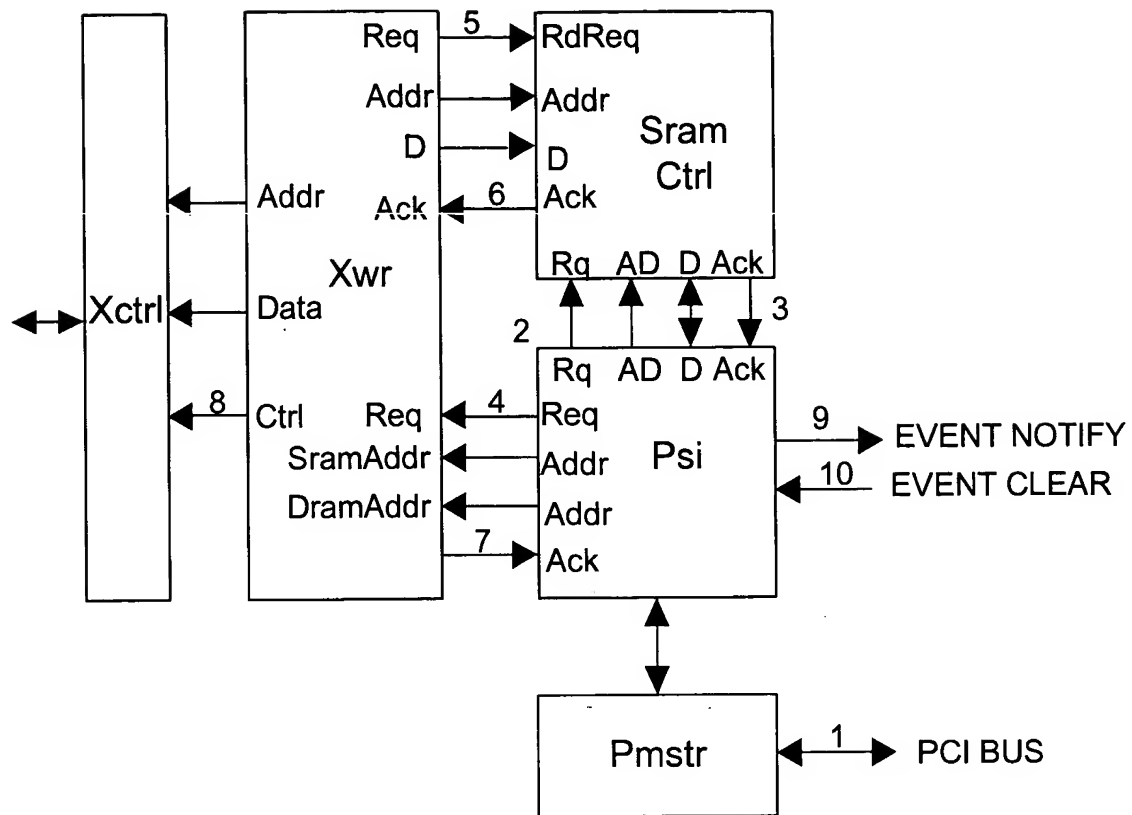 5
Req
RdReq
Addr
Addr
D
D
Sram
Ctrl
Addr
Ack
6
Ack
Xwr
Rq AD D Ack
Xctrl
Data
2
3
Rq AD D Ack
8
Ctrl
Req
4
Req
9
EVENT NOTIFY
Psi
SramAddr
Addr
10
EVENT CLEAR
DramAddr
Addr
7
Ack
Pmstr
1
PCI BUS